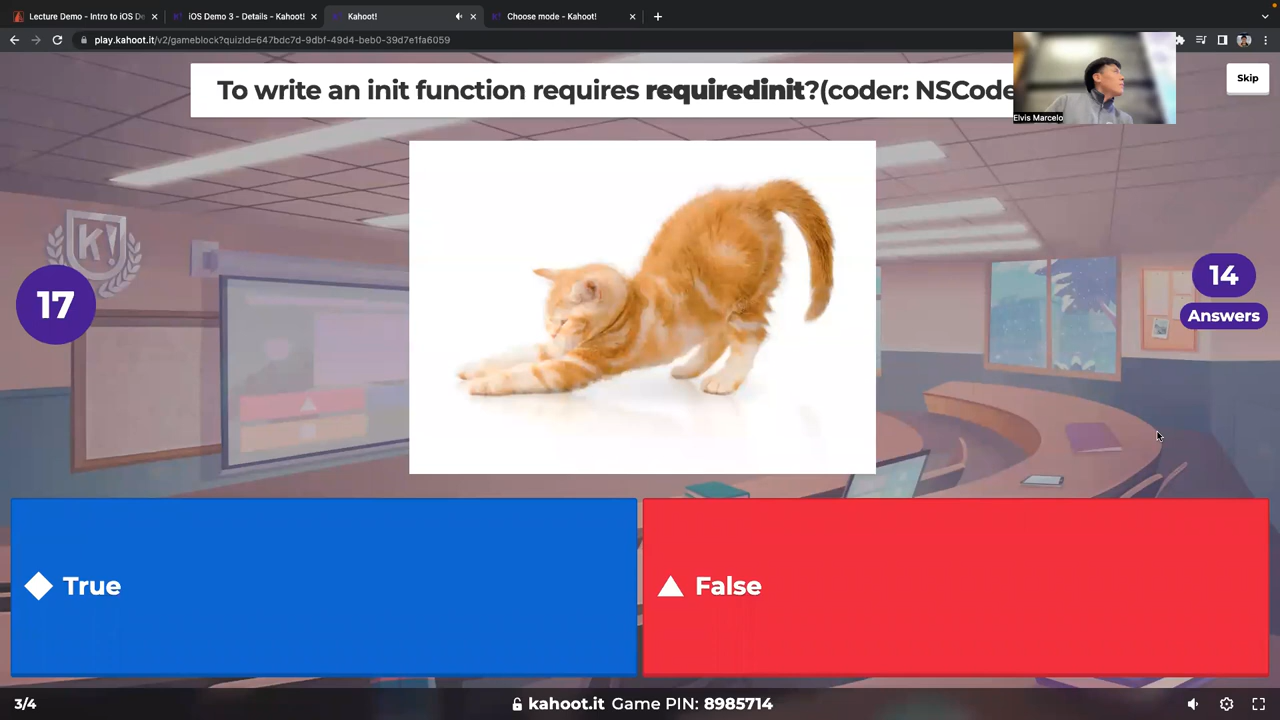 Lecture Demo - Intro to iOS De
iOS Demo 3 - Details - Kahoot!
Kahoot!
Choose mode - Kahoot!
play.kahoot.it/v2/gameblock?quizId=647bdc7d-9dbf-49d4-beb0-39d7e1fa6059
To write an init function requires requiredinit?(coder: NSCode
Elvis Marcelo
Skip
K!
17
14
Answers
True
False
3/4
kahoot.it Game PIN: 8985714